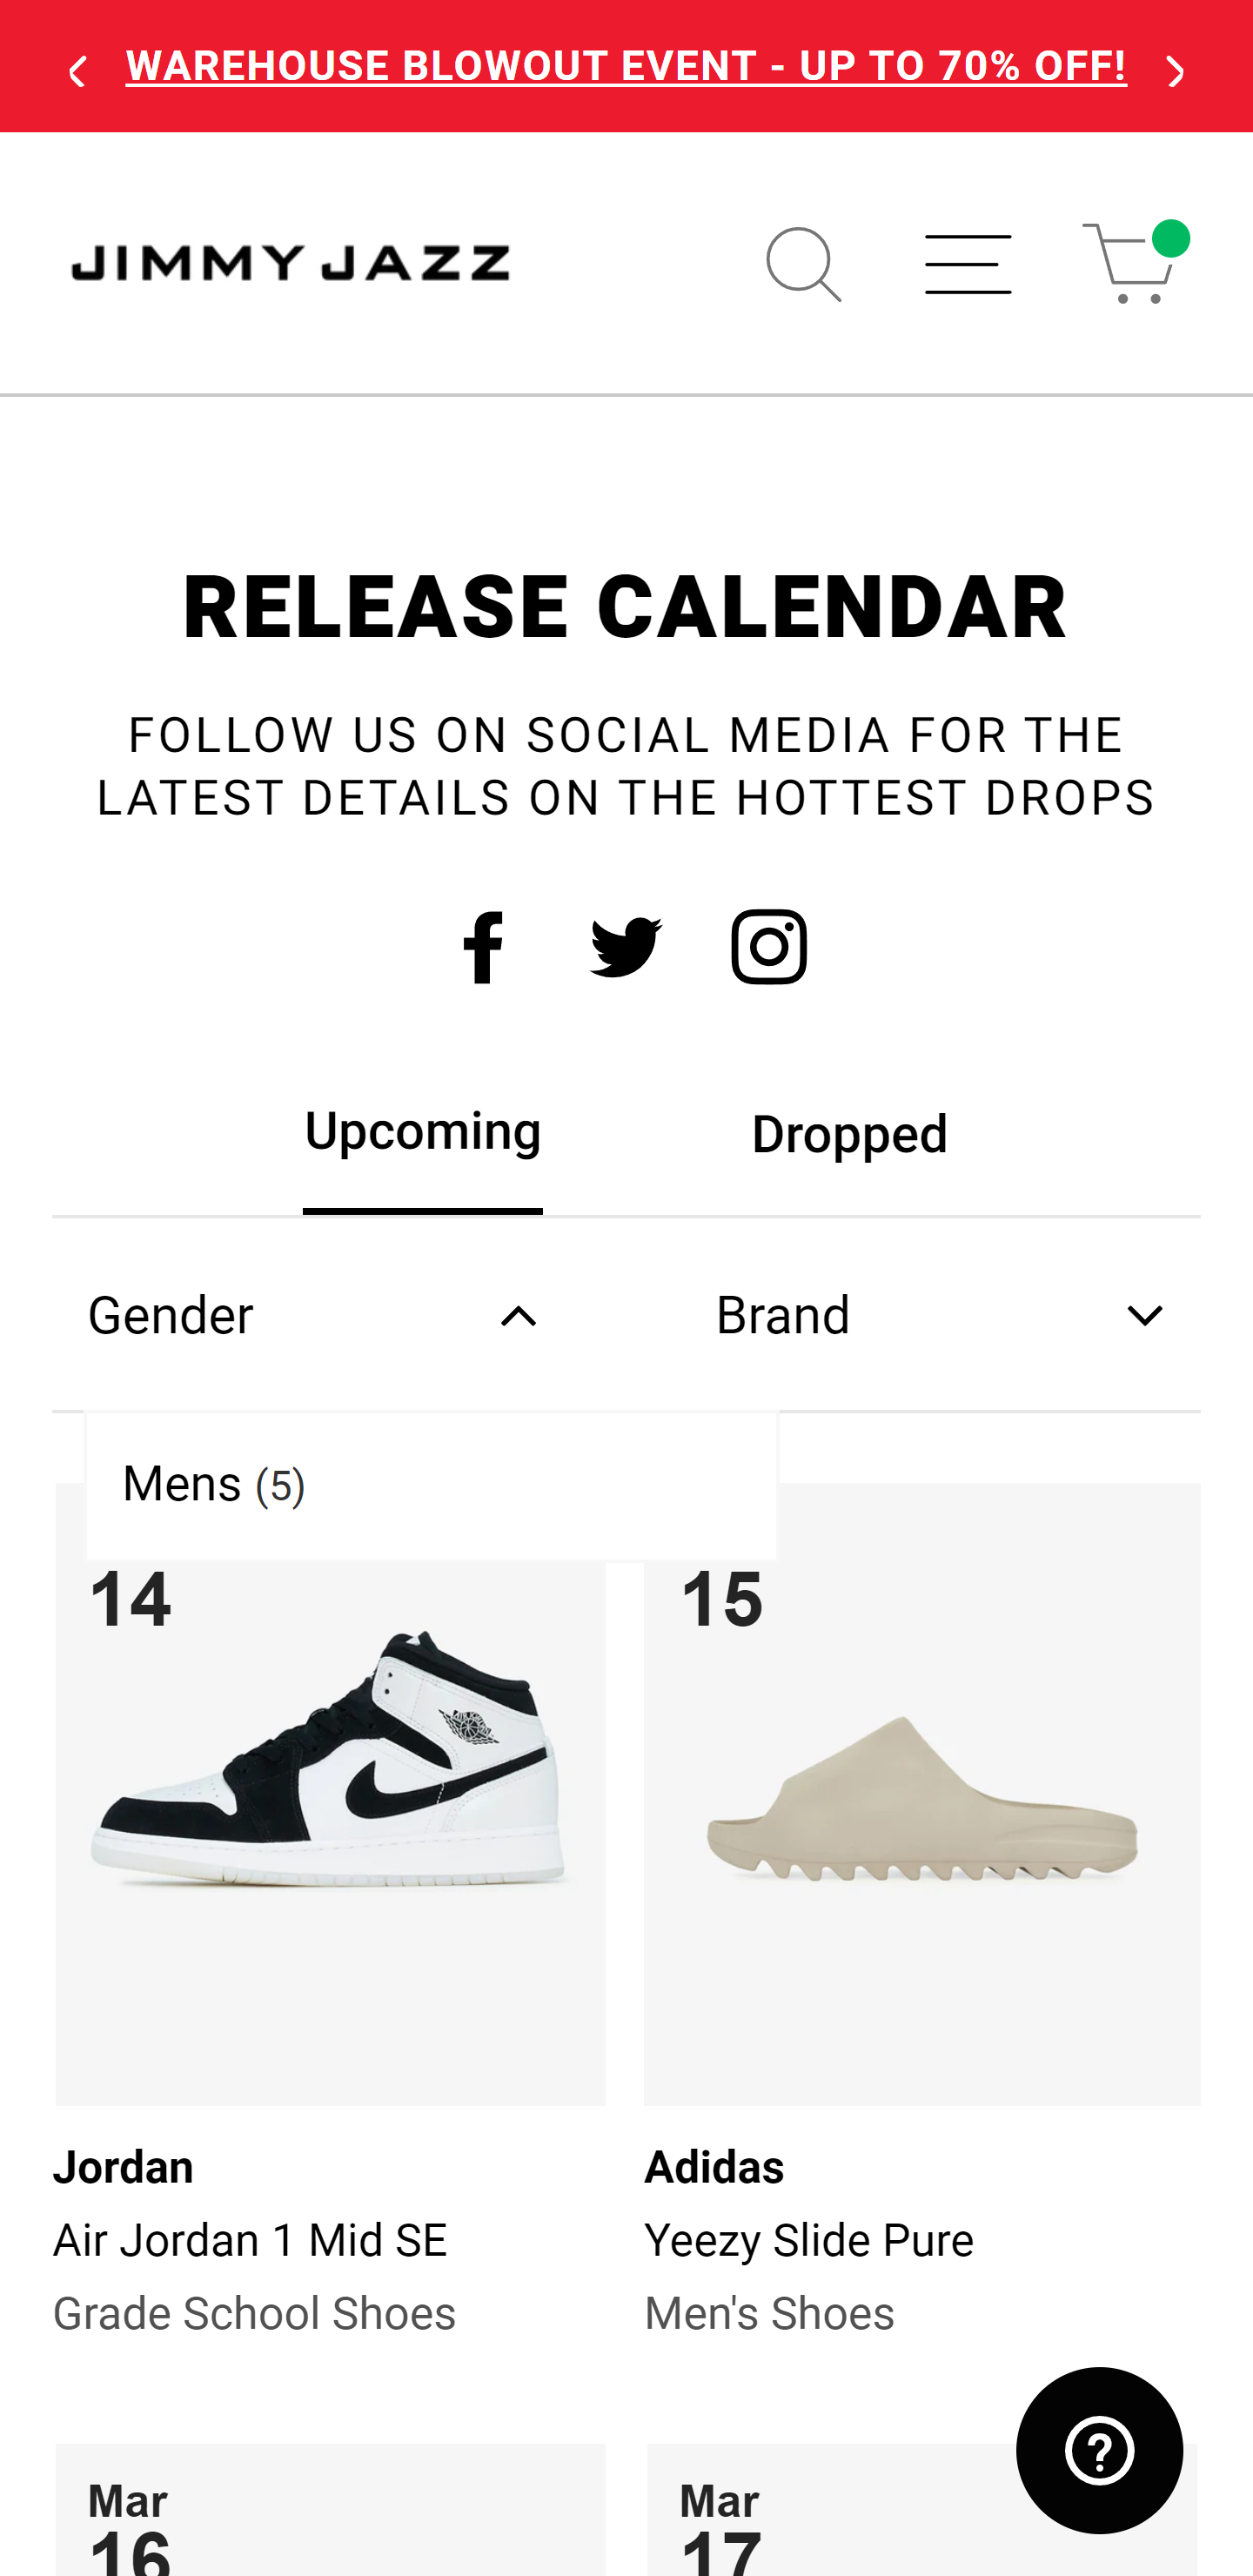 WAREHOUSE BLOWOUT EVENT - UP TO 70% OFF!
JIMMY JAZZ
RELEASE CALENDAR
FOLLOW US ON SOCIAL MEDIA FOR THE
LATEST DETAILS ON THE HOTTEST DROPS
Upcoming
Dropped
Gender
Brand
Mens (5)
14
15
Jordan
Air Jordan 1 Mid SE
Grade School Shoes
Adidas
Yeezy Slide Pure
Men's Shoes
Mar
16
Mar
17